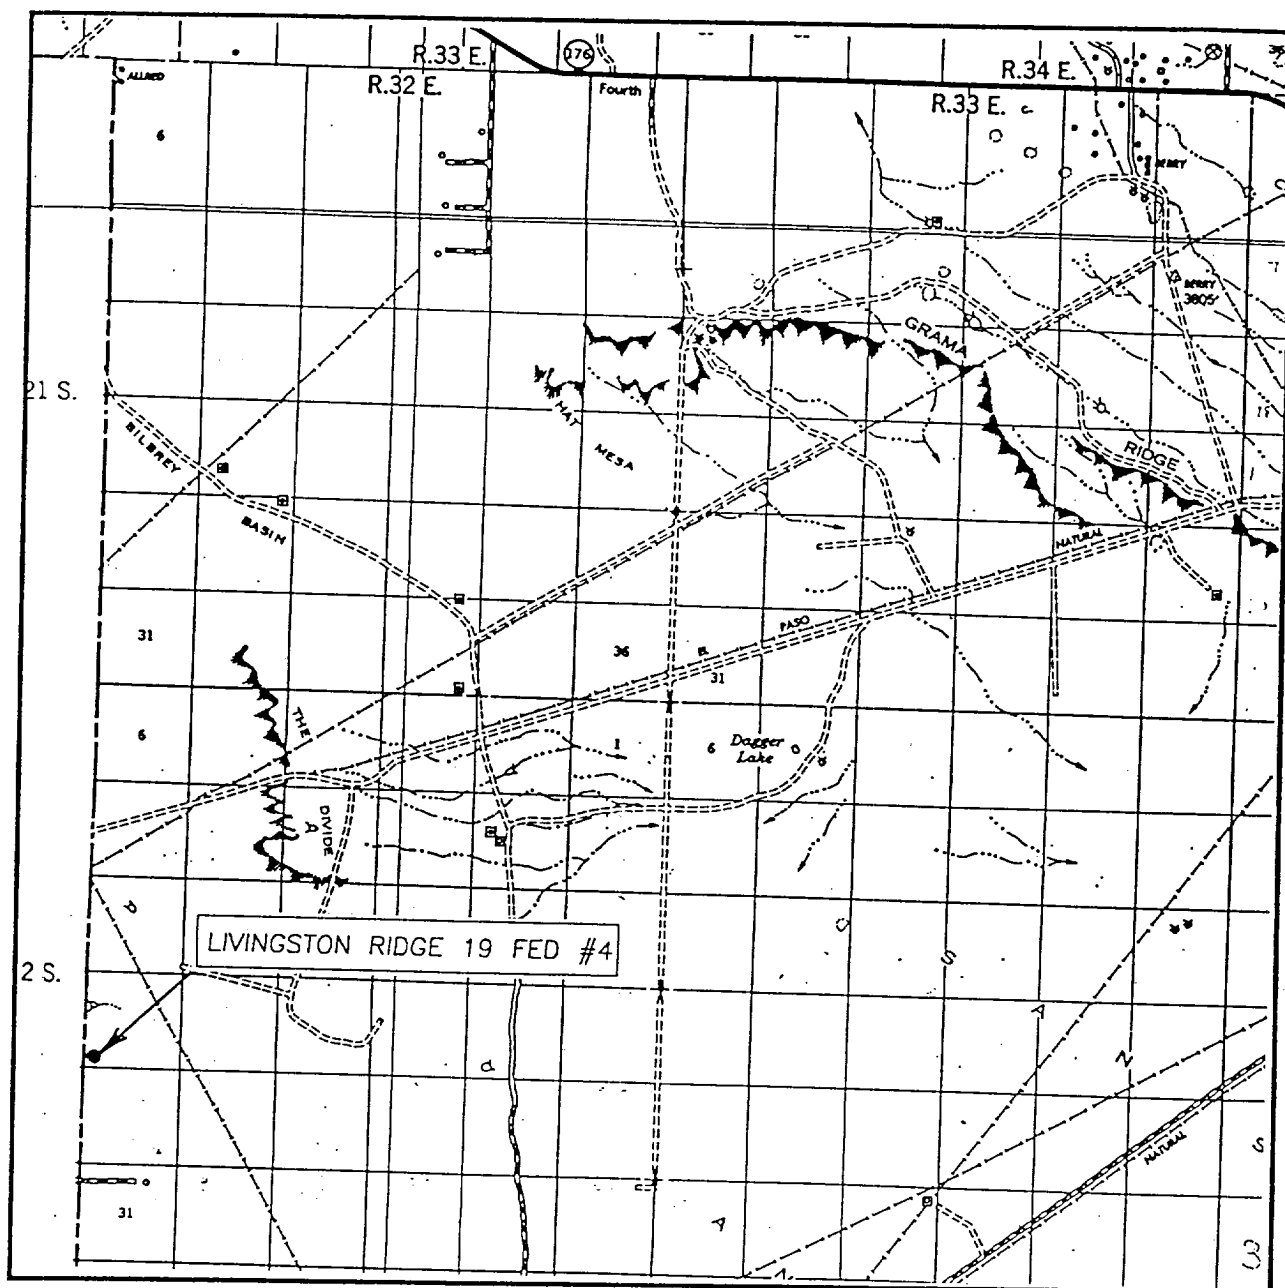 R.33 E.
176
R.34 E.
36
ALLRED
R.32 E.
Fourth
R.33 E.
6
BERRY
BERRY
3805'
GRAMA
21 S.
HAT
MESA
BILBREY
RIDGE
BASIN
NATURAL
31
PASO
36
EL
31
THE
6
1
6
Dagger
Lake
DIVIDE
A
LIVINGSTON RIDGE 19 FED #4
S
2 S.
A
N
d
NATURAL
S
31
A